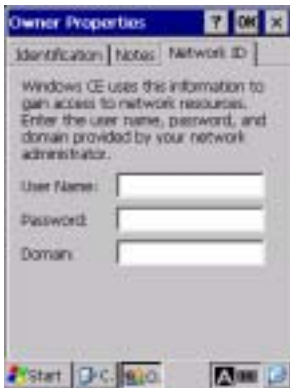 Owner Properties ? OK ×
Identification Notes Network ID
Windows CE uses this information to
gain access to network resources.
Enter the user name, password, and
domain provided by your network
administrator.
User Name:
Password:
Domain:
Start C. O. A